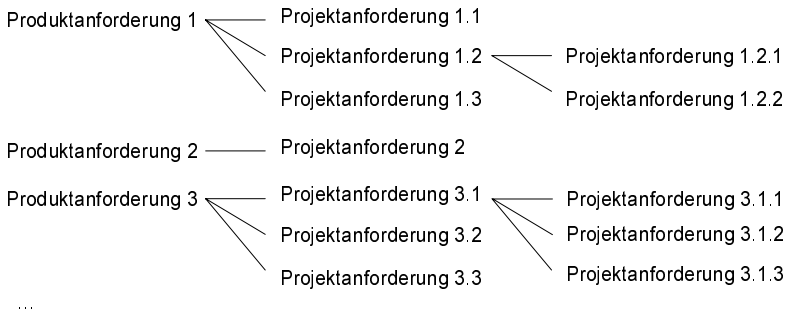 Produktanforderung 1
Projektanforderung 1.1
Projektanforderung 1.2
Projektanforderung 1.2.1
Projektanforderung 1.3
Projektanforderung 1.2.2
Produktanforderung 2
Projektanforderung 2
Produktanforderung 3
Projektanforderung 3.1
Projektanforderung 3.1.1
Projektanforderung 3.2
Projektanforderung 3.1.2
Projektanforderung 3.3
Projektanforderung 3.1.3
...